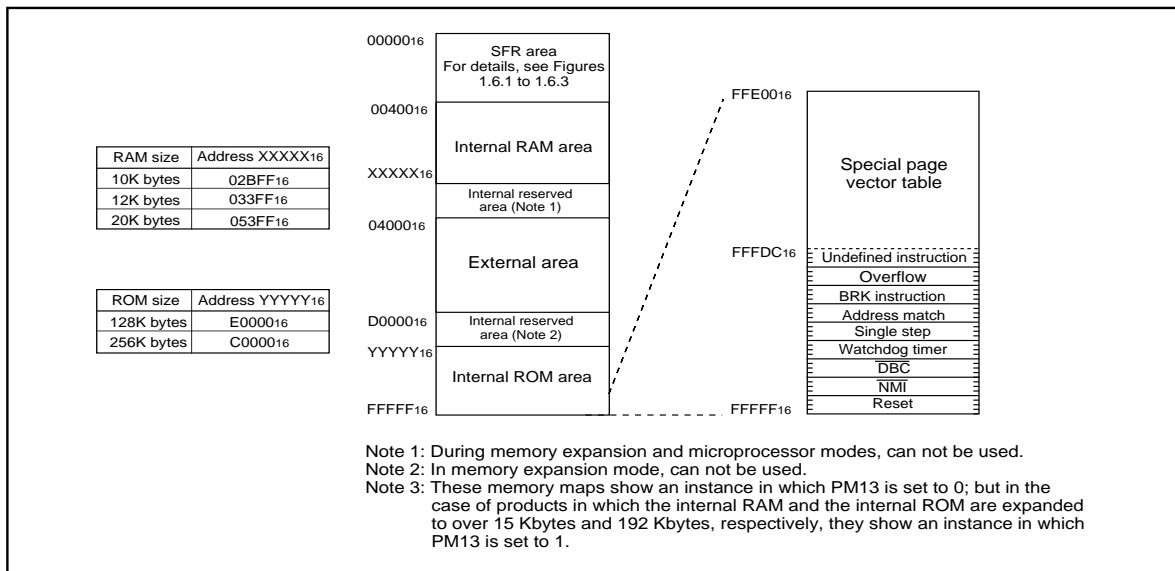 RAM size Address XXXXX16
10K bytes 02BFF16
12K bytes 033FF16
20K bytes 053FF16
ROM size Address YYYYY16
128K bytes E000016
256K bytes C000016
0000016
SFR area
For details, see Figures
1.6.1 to 1.6.3
0040016
Internal RAM area
XXXXX16
Internal reserved
area (Note 1)
0400016
External area
D000016
Internal reserved
area (Note 2)
YYYYY16
Internal ROM area
FFFFF16
FFE0016
Special page
vector table
FFFDC16
Undefined instruction
Overflow
BRK instruction
Address match
Single step
Watchdog timer
DBC
NMI
Reset
FFFFF16
Note 1: During memory expansion and microprocessor modes, can not be used.
Note 2: In memory expansion mode, can not be used.
Note 3: These memory maps show an instance in which PM13 is set to 0; but in the
case of products in which the internal RAM and the internal ROM are expanded
to over 15 Kbytes and 192 Kbytes, respectively, they show an instance in which
PM13 is set to 1.